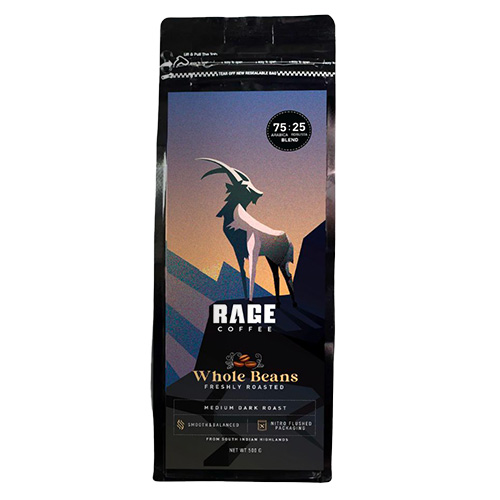 TEAR OFF NEW RESEALABLE BAG
75:25
ARABICA ROBUSTA
BLEND
RAGE
COFFEE
Whole Beans
FRESHLY ROASTED
MEDIUM DARK ROAST
SMOOTH & BALANCED
NITRO FLUSHED
PACKAGING
FROM SOUTH INDIAN HIGHLANDS
NET WT 500 G